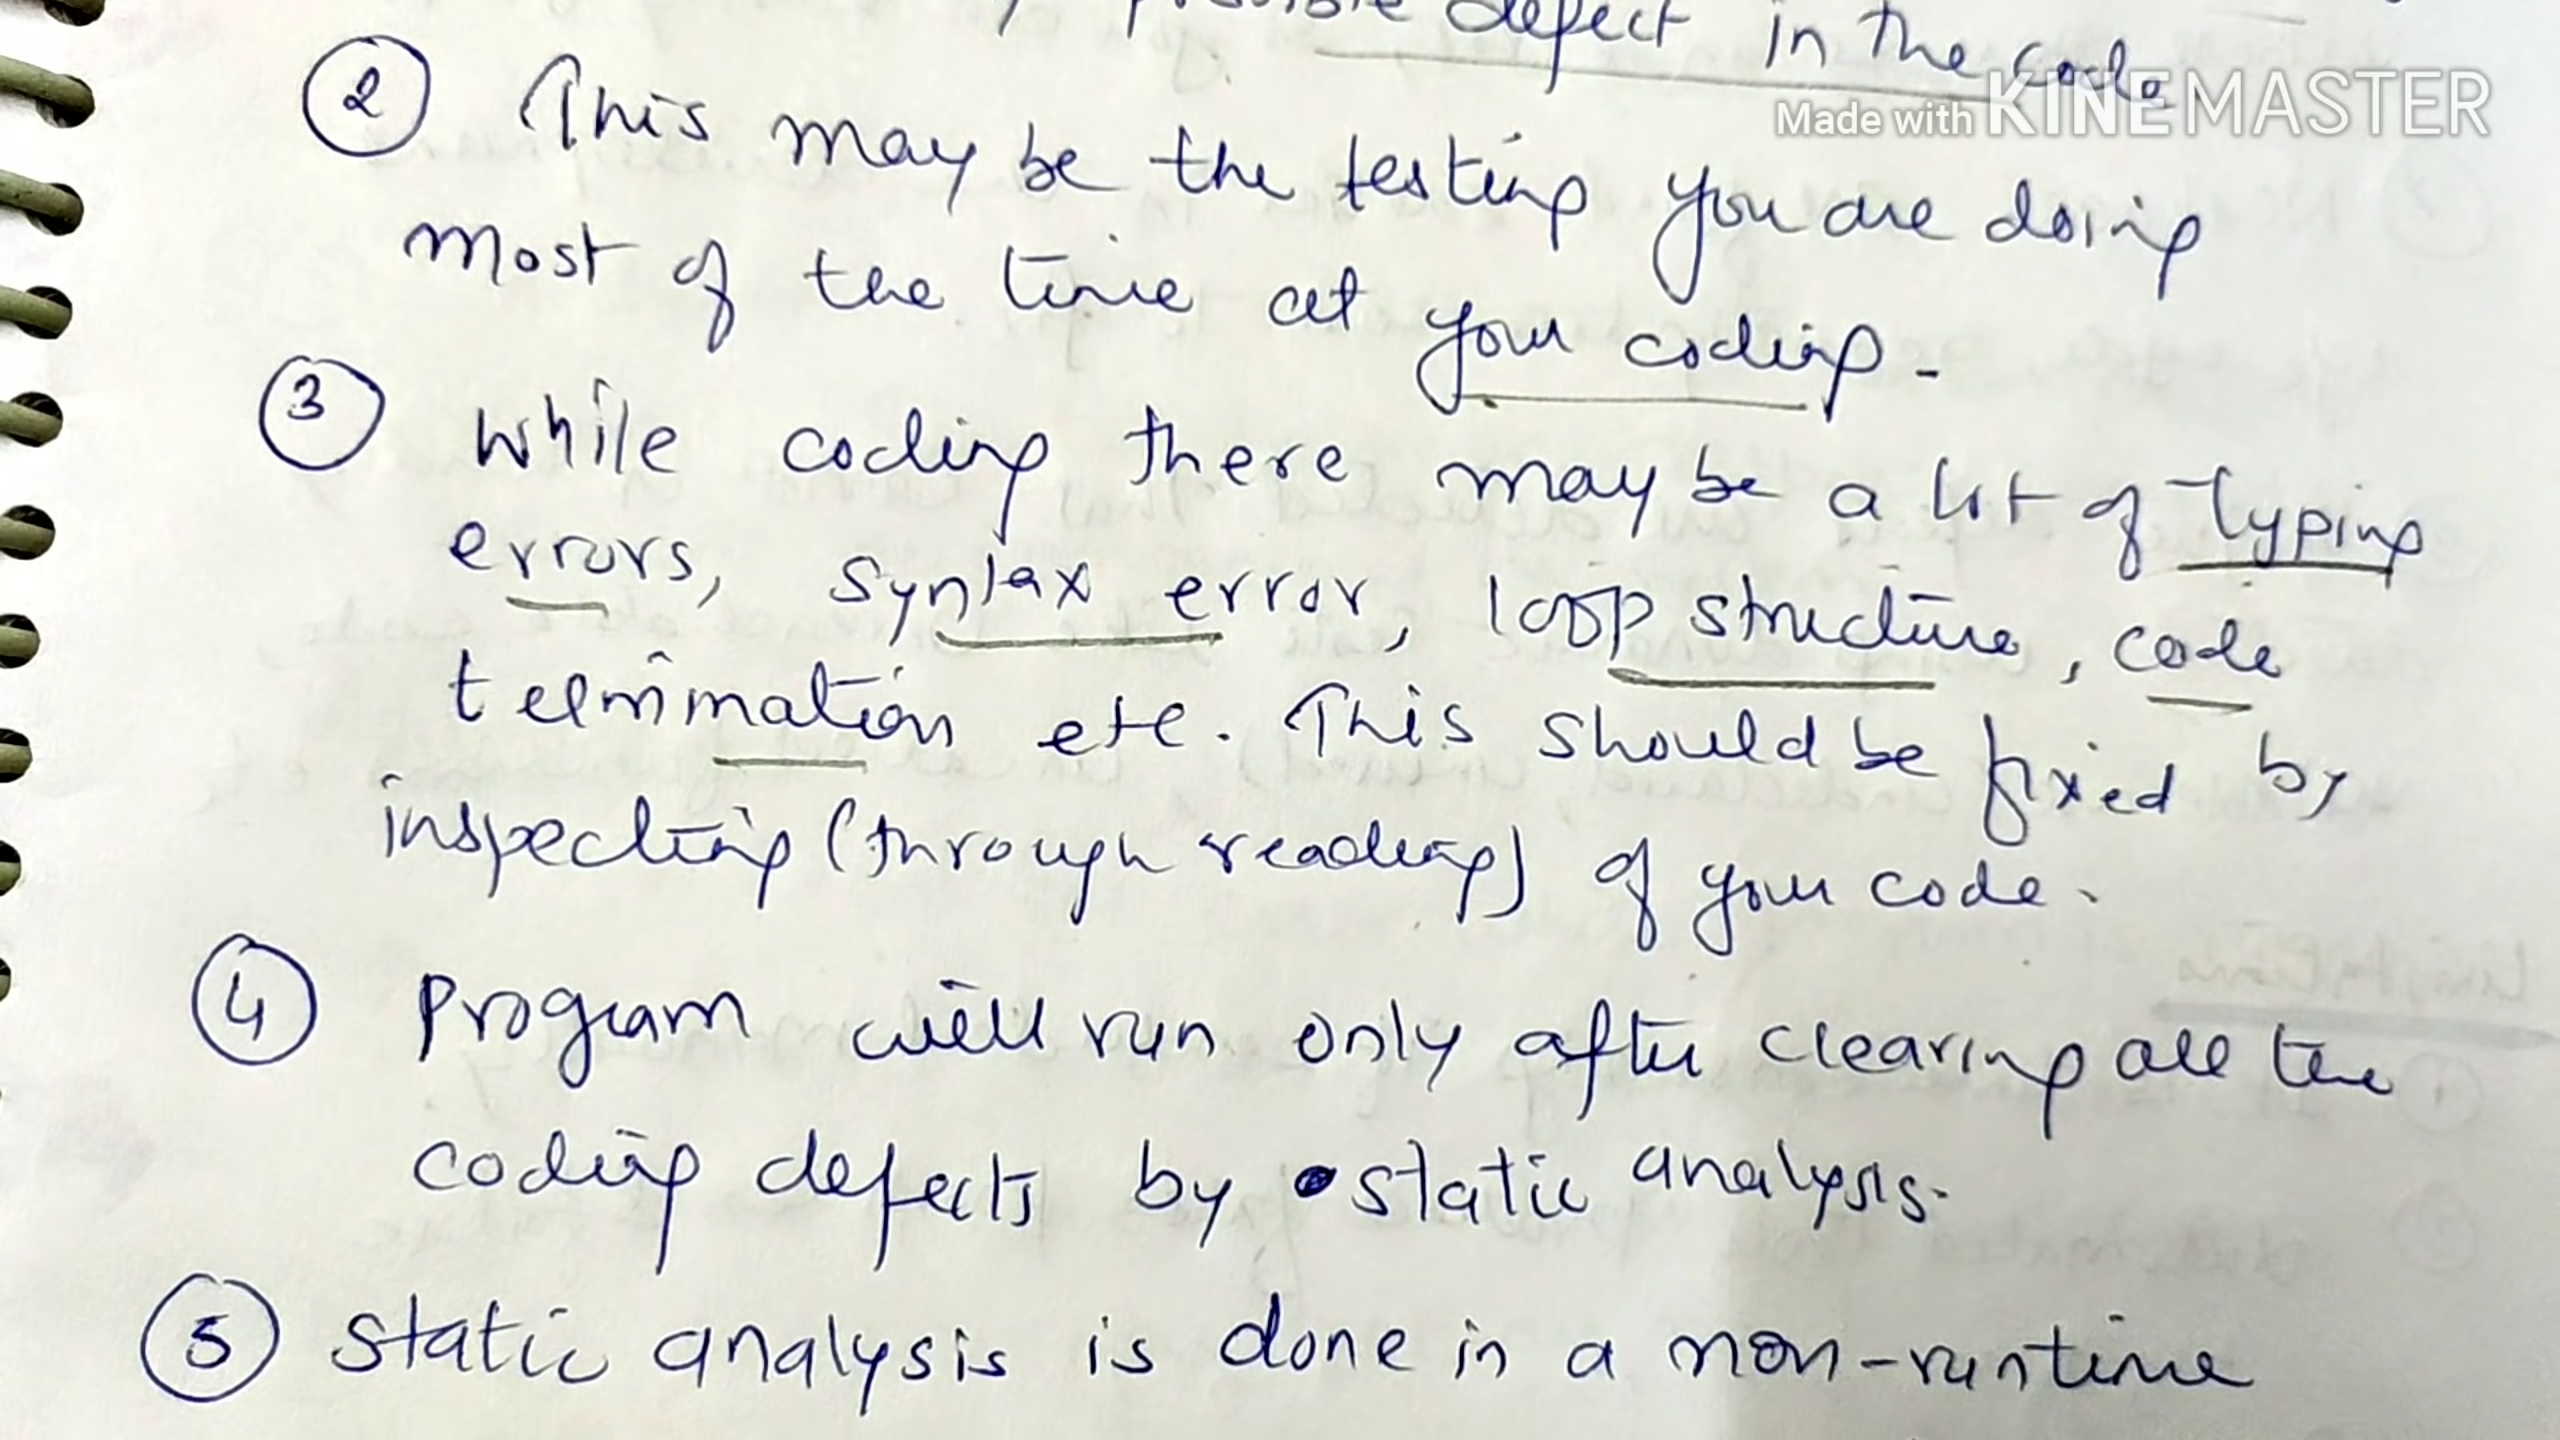 possible defect in the code
Made with KINEMASTER
② This may be the testing you are doing
most of the time at your coding.
③ While coding there may be a lot of Typing
errors, syntax error, loop structure, code
termination etc. This should be fixed by
inspecting (through reading) of your code.
④ Program will run only after clearing all the
coding defects by static analysis.
⑤ Static analysis is done in a non-runtime